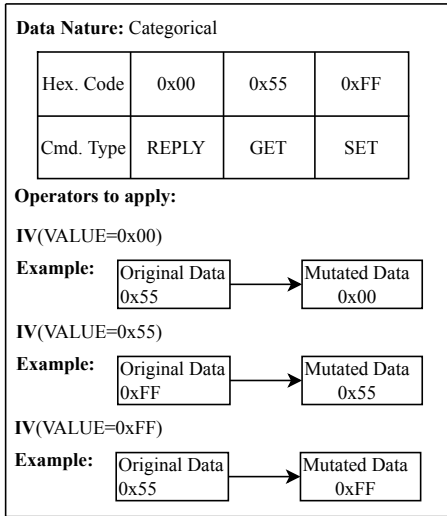 Data Nature: Categorical
Hex. Code 0x00 0x55 0xFF
Cmd. Type REPLY GET SET
Operators to apply:
IV(VALUE=0x00)
Example: Original Data Mutated Data
0x55 0x00
IV(VALUE=0x55)
Example: Original Data Mutated Data
0xFF 0x55
IV(VALUE=0xFF)
Example: Original Data Mutated Data
0x55 0xFF